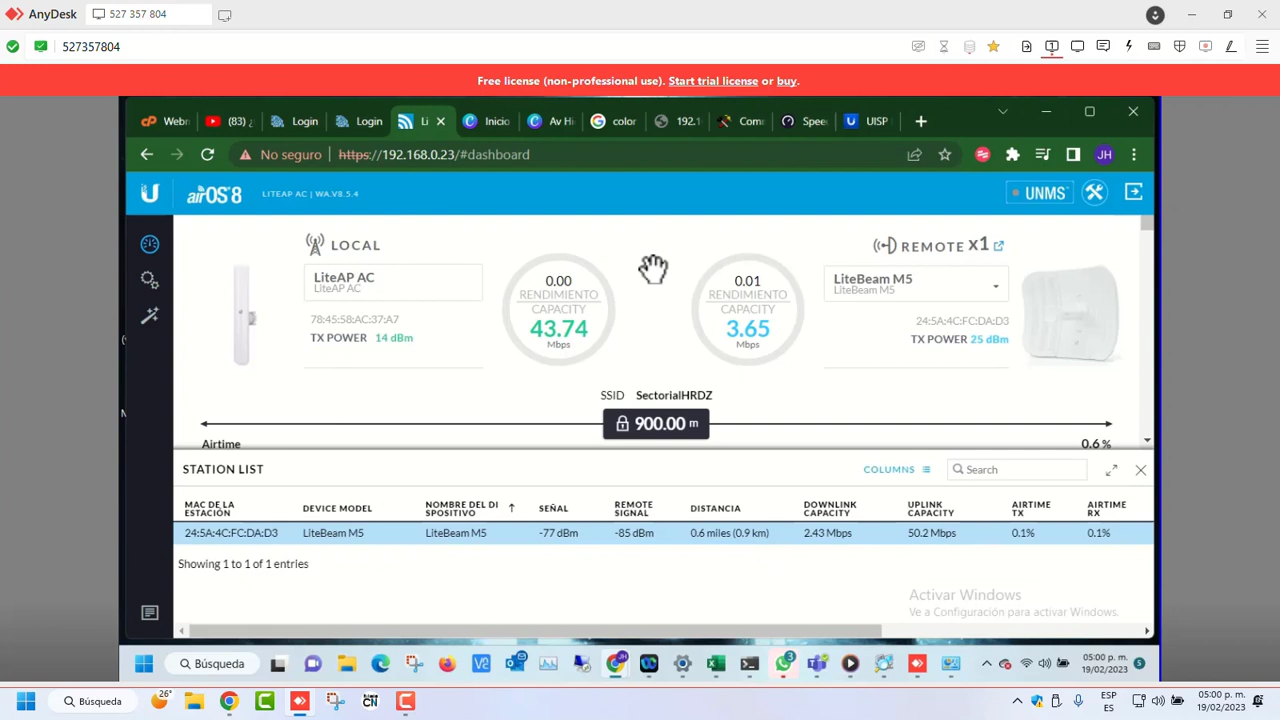 AnyDesk
527 357 804
527357804
Free license (non-professional use). Start trial license or buy.
Webm
(83) ¿
Login
Login
Li
Inicio
Av Hi
color
192.1
Com
Spee
UISP
No seguro
https://192.168.0.23/#dashboard
JH
U
airOS 8
LITEAP AC | WA.V8.5.4
UNMS
LOCAL
REMOTE x1
LiteAP AC
LiteAP AC
78:45:58:AC:37:A7
TX POWER 14 dBm
0.00
RENDIMIENTO
CAPACITY
43.74
Mbps
0.01
RENDIMIENTO
CAPACITY
3.65
Mbps
LiteBeam M5
LiteBeam M5
24:5A:4C:FC:DA:D3
TX POWER 25 dBm
SSID SectorialHRDZ
900.00 m
Airtime
0.6 %
STATION LIST
COLUMNS
Search
MAC DE LA ESTACIÓN
DEVICE MODEL
NOMBRE DEL DI SPOSITIVO
SEÑAL
REMOTE SIGNAL
DISTANCIA
DOWNLINK CAPACITY
UPLINK CAPACITY
AIRTIME TX
AIRTIME RX
24:5A:4C:FC:DA:D3 LiteBeam M5 LiteBeam M5 -77 dBm -85 dBm 0.6 miles (0.9 km) 2.43 Mbps 50.2 Mbps 0.1% 0.1%
Showing 1 to 1 of 1 entries
Activar Windows
Ve a Configuración para activar Windows.
Búsqueda
3
05:00 p. m.
19/02/2023
5
Búsqueda
26°
ESP
ES
05:00 p. m.
19/02/2023